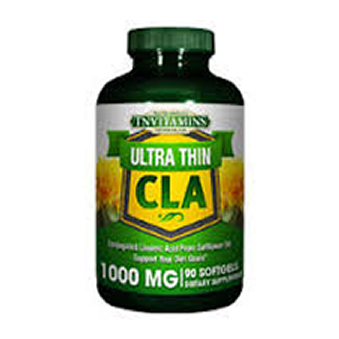 TNVITAMINS
ULTRA THIN
CLA
Conjugated Linoleic Acid From Safflower Oil
Support Your Diet Goals*
1000 MG | 90 SOFTGELS
DIETARY SUPPLEMENT